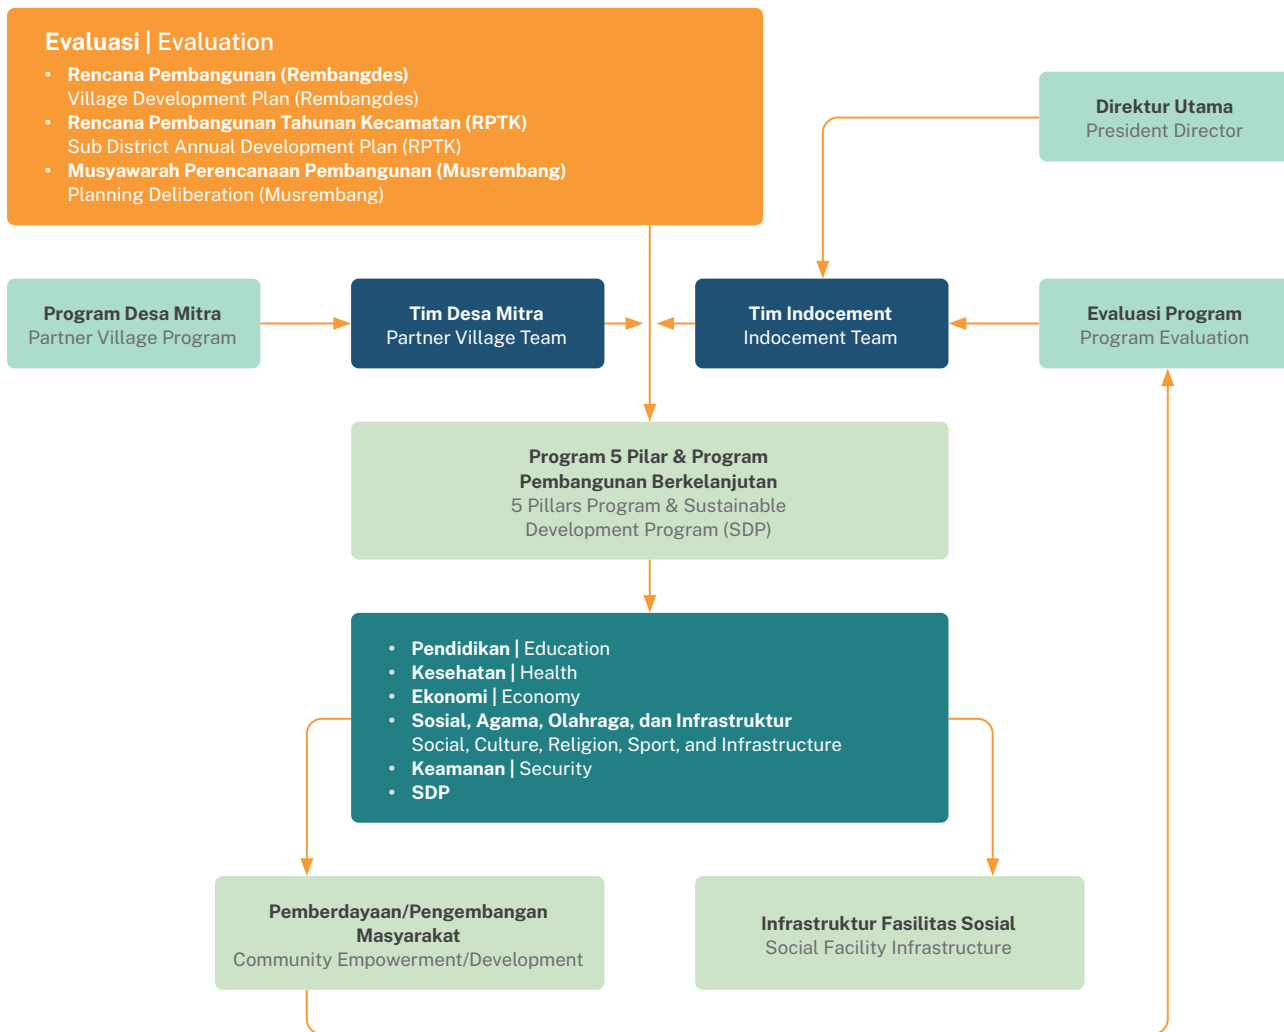 Evaluasi | Evaluation
• Rencana Pembangunan (Rembangdes)
Village Development Plan (Rembangdes)
• Rencana Pembangunan Tahunan Kecamatan (RPTK)
Sub District Annual Development Plan (RPTK)
• Musyawarah Perencanaan Pembangunan (Musrembang)
Planning Deliberation (Musrembang)
Direktur Utama
President Director
Program Desa Mitra
Partner Village Program
Tim Desa Mitra
Partner Village Team
Tim Indocement
Indocement Team
Evaluasi Program
Program Evaluation
Program 5 Pilar & Program
Pembangunan Berkelanjutan
5 Pillars Program & Sustainable
Development Program (SDP)
• Pendidikan | Education
• Kesehatan | Health
• Ekonomi | Economy
• Sosial, Agama, Olahraga, dan Infrastruktur
Social, Culture, Religion, Sport, and Infrastructure
• Keamanan | Security
• SDP
Pemberdayaan/Pengembangan
Masyarakat
Community Empowerment/Development
Infrastruktur Fasilitas Sosial
Social Facility Infrastructure